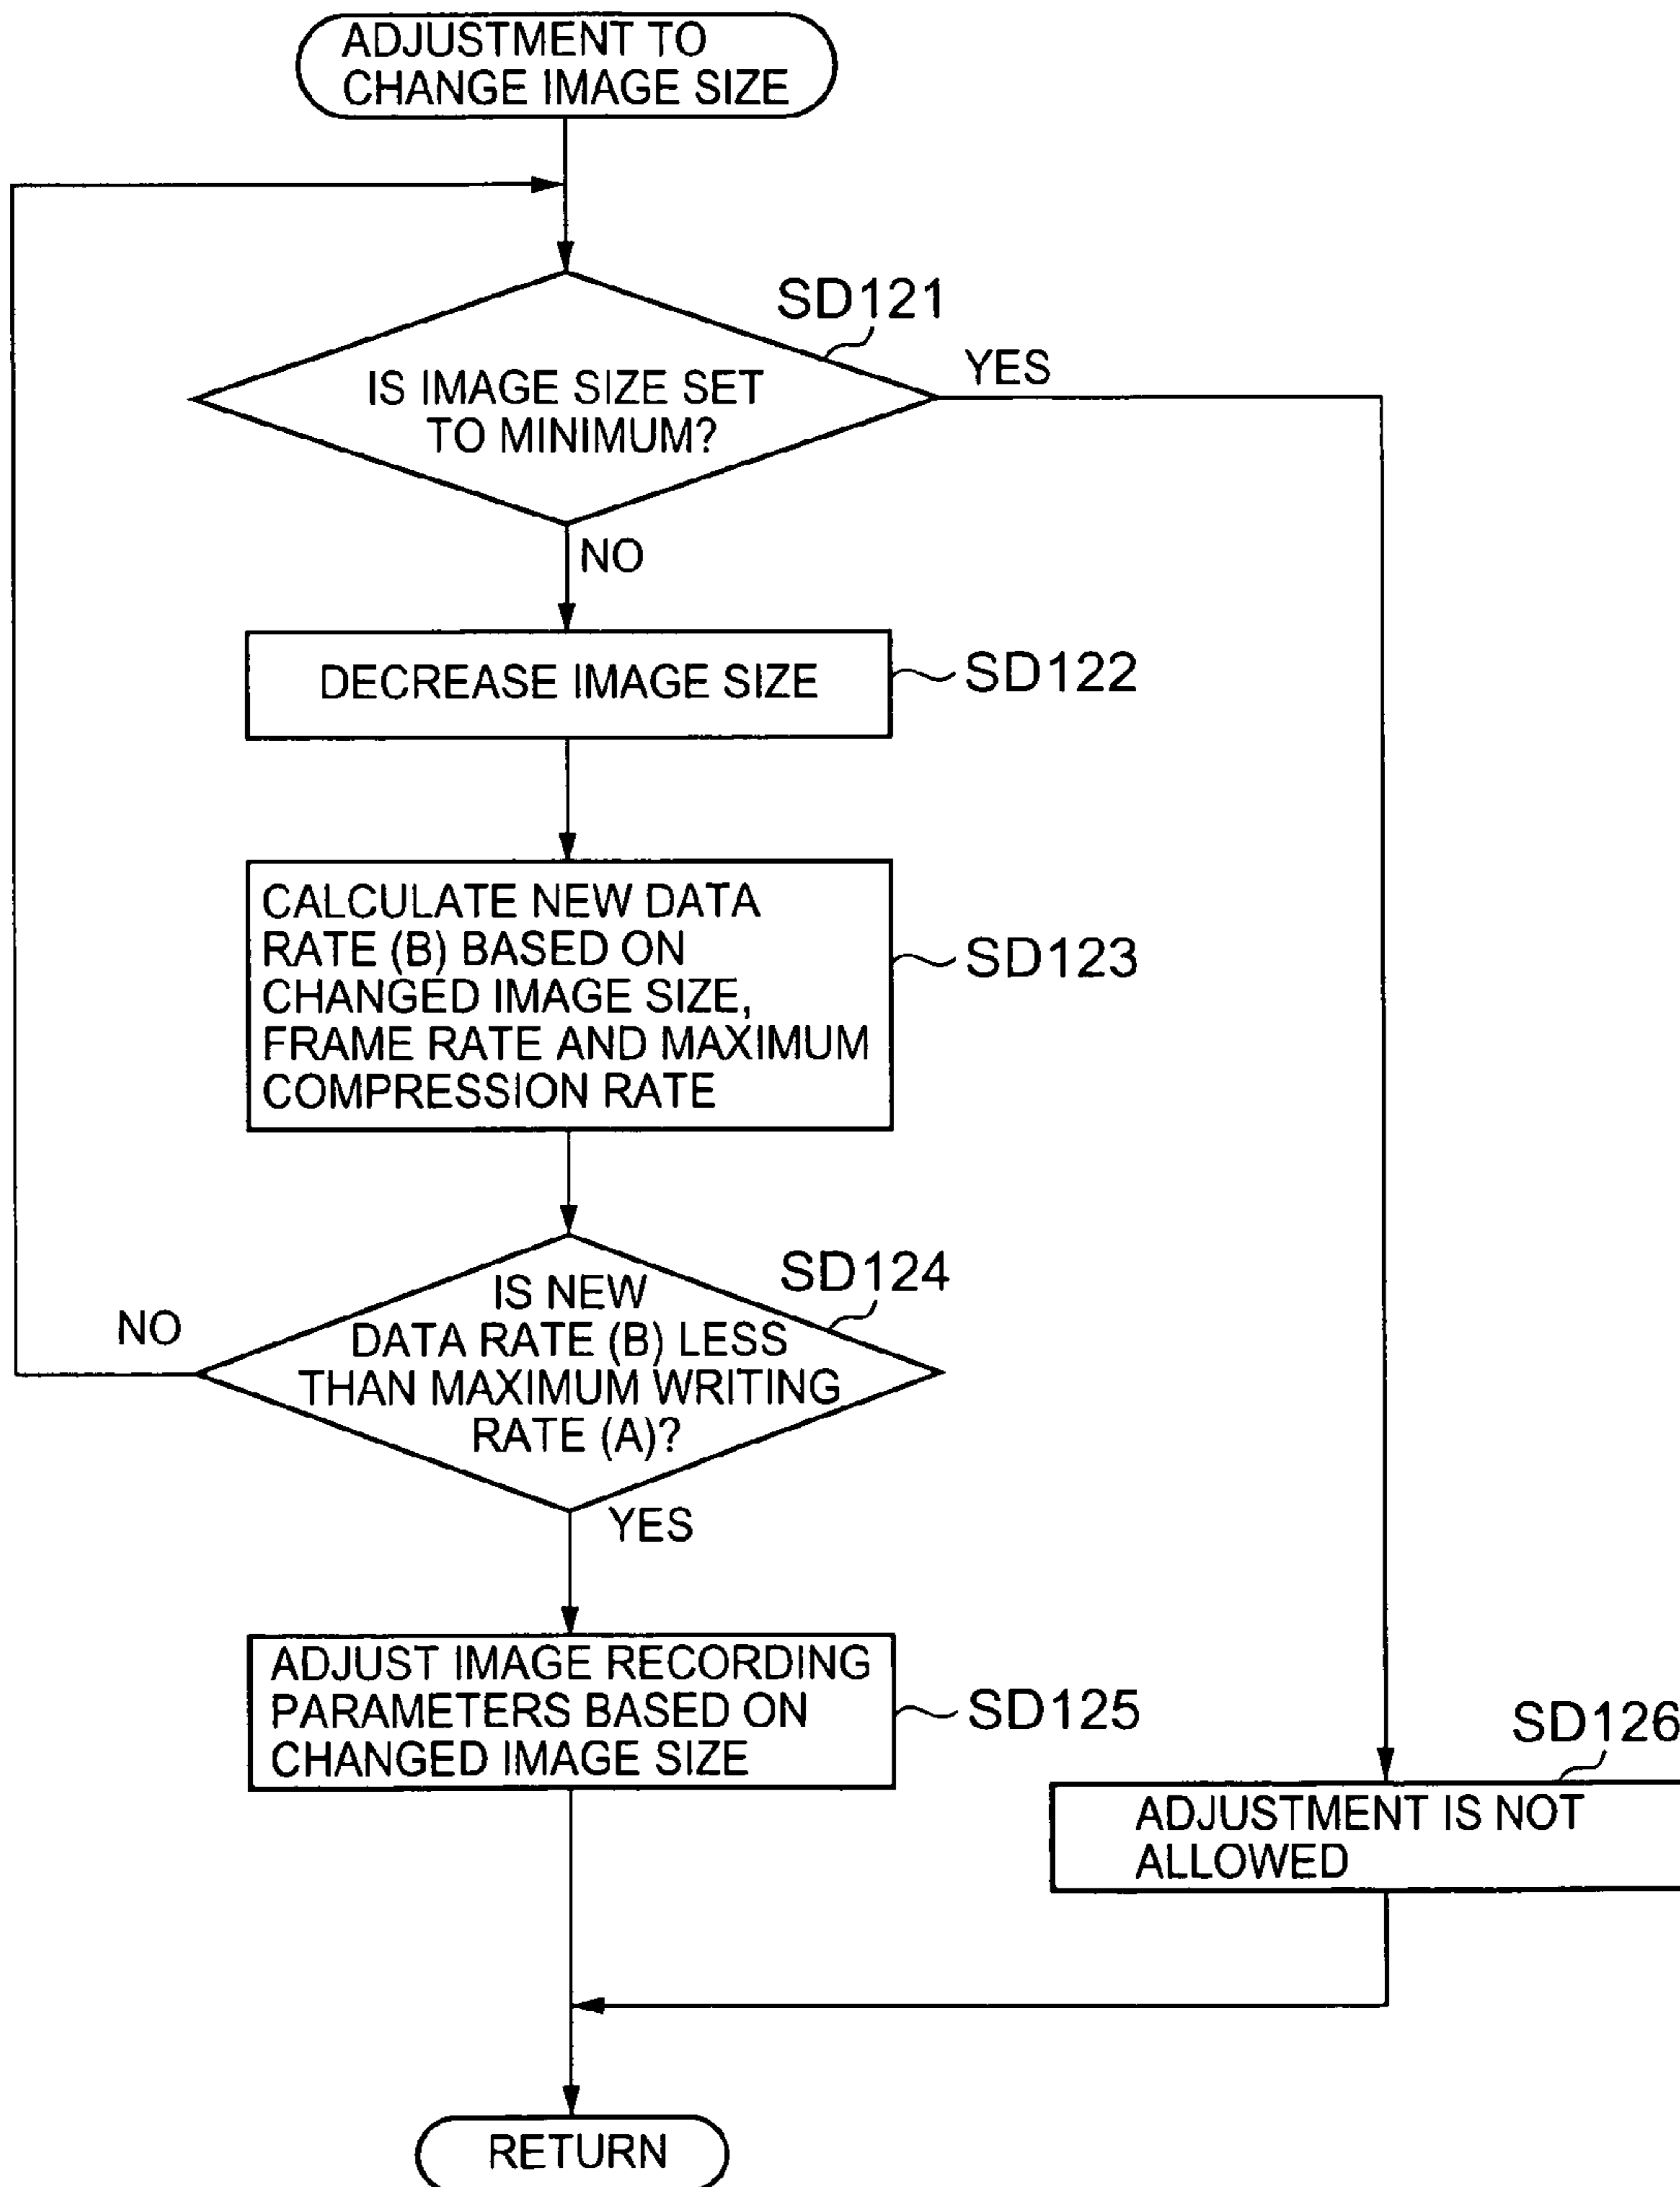 ADJUSTMENT TO
CHANGE IMAGE SIZE
SD121
YES
IS IMAGE SIZE SET
TO MINIMUM?
NO
DECREASE IMAGE SIZE
SD122
CALCULATE NEW DATA
RATE (B) BASED ON
CHANGED IMAGE SIZE,
FRAME RATE AND MAXIMUM
COMPRESSION RATE
SD123
SD124
NO
IS NEW
DATA RATE (B) LESS
THAN MAXIMUM WRITING
RATE (A)?
YES
ADJUST IMAGE RECORDING
PARAMETERS BASED ON
CHANGED IMAGE SIZE
SD125
SD126
ADJUSTMENT IS NOT
ALLOWED
RETURN